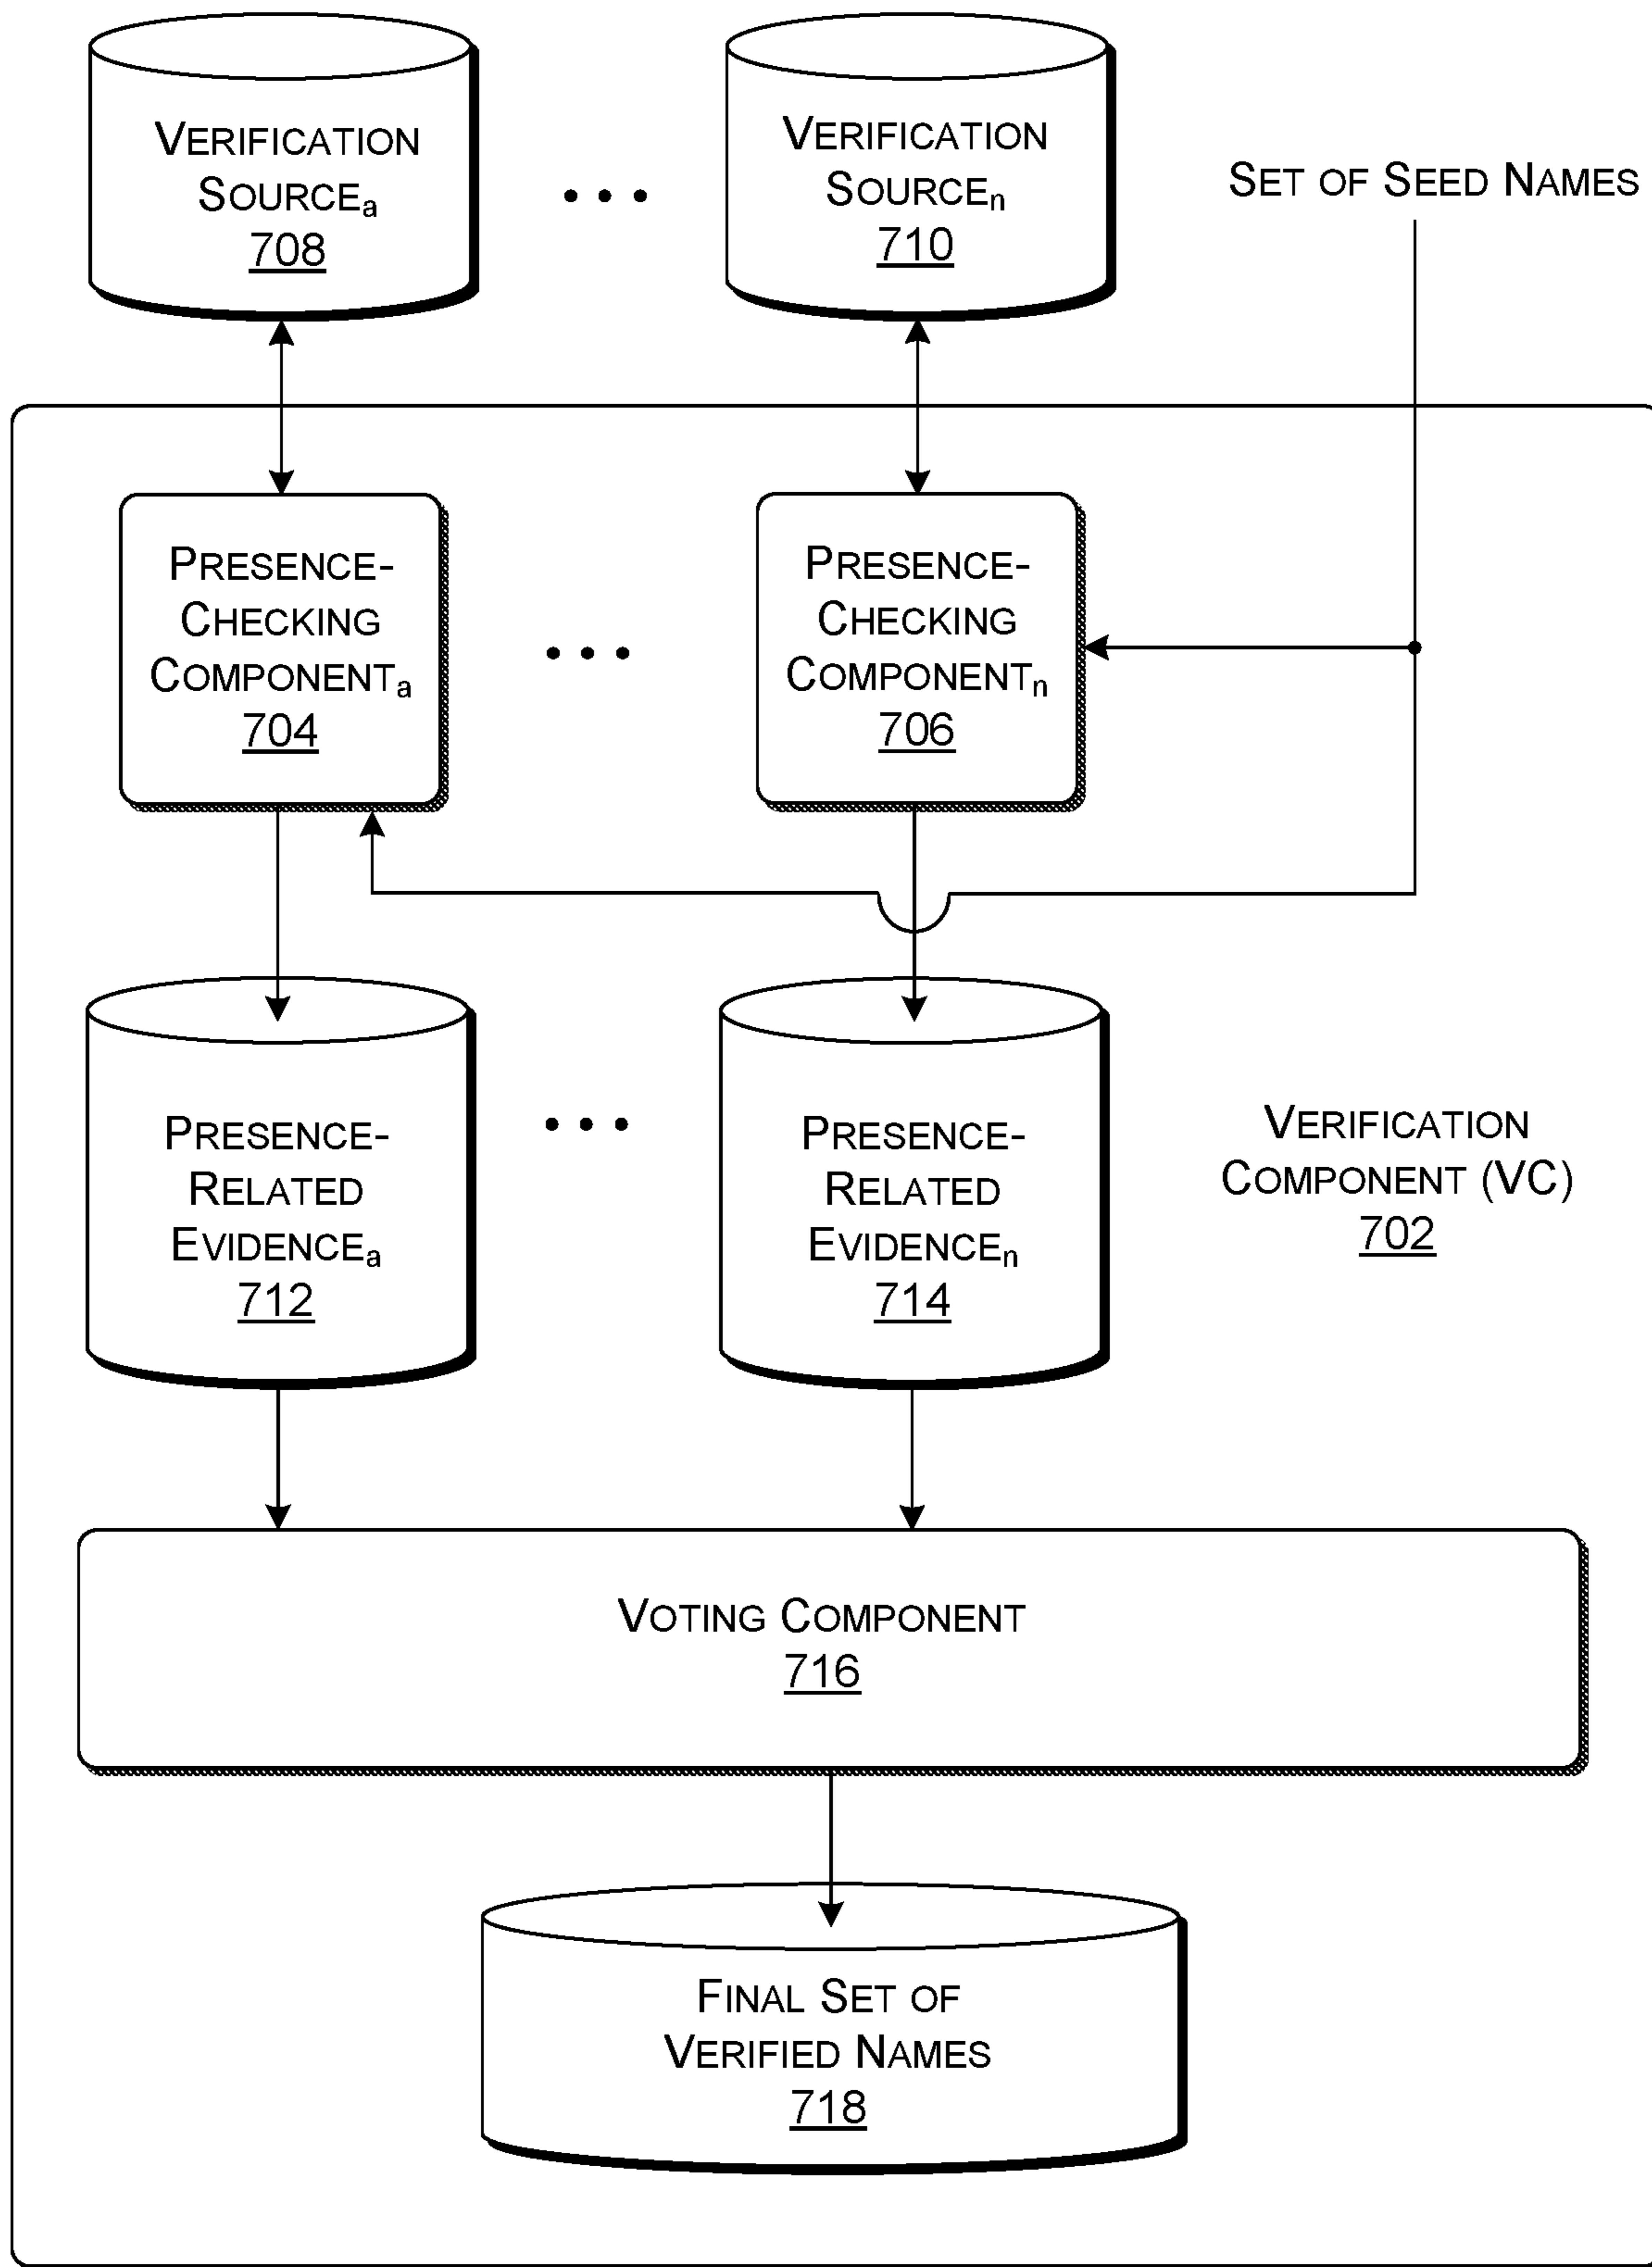 VERIFICATION
SOURCEa
708
VERIFICATION
SOURCEn
710
SET OF SEED NAMES
PRESENCE-
CHECKING
COMPONENTa
704
PRESENCE-
CHECKING
COMPONENTn
706
PRESENCE-
RELATED
EVIDENCEa
712
PRESENCE-
RELATED
EVIDENCEn
714
VERIFICATION
COMPONENT (VC)
702
VOTING COMPONENT
716
FINAL SET OF
VERIFIED NAMES
718